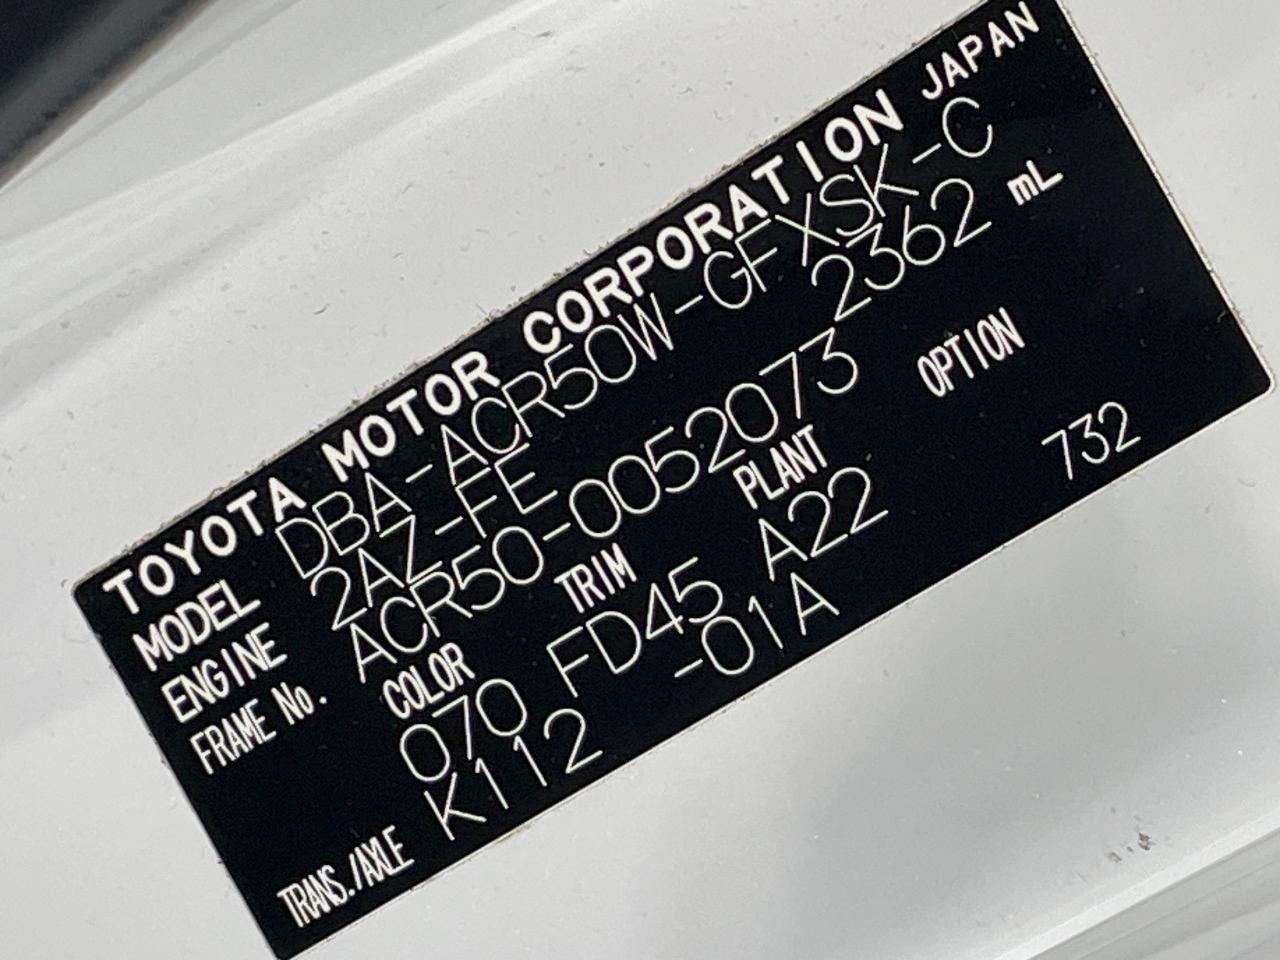 TOYOTA MOTOR CORPORATION JAPAN
MODEL DBA-ACR50W-GFXSK-C
ENGINE 2AZ-FE 2362 mL
FRAME No. ACR50-0052073
COLOR TRIM PLANT OPTION
070 FD45 A22 732
TRANS./AXLE K112 -01A